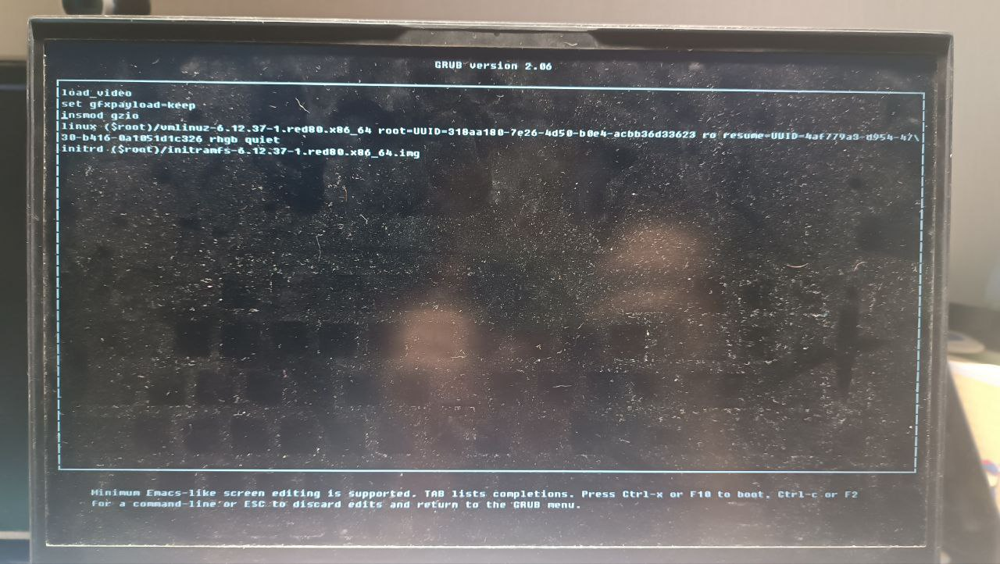 GRUB version 2.06
load_video
set gfxpayload=keep
insmod gzio
linux ($root)/vmlinuz-6.12.37-1.red80.x86_64 root=UUID=318aa180-7e26-4d50-b0e4-acbb36d33623 ro resume=UUID=4af779a3-d954-47\
30-b416-0a1051d1c326 rhgb quiet
initrd ($root)/initramfs-6.12.37-1.red80.x86_64.img
Minimum Emacs-like screen editing is supported. TAB lists completions. Press Ctrl-x or F10 to boot, Ctrl-c or F2
for a command-line or ESC to discard edits and return to the GRUB menu.